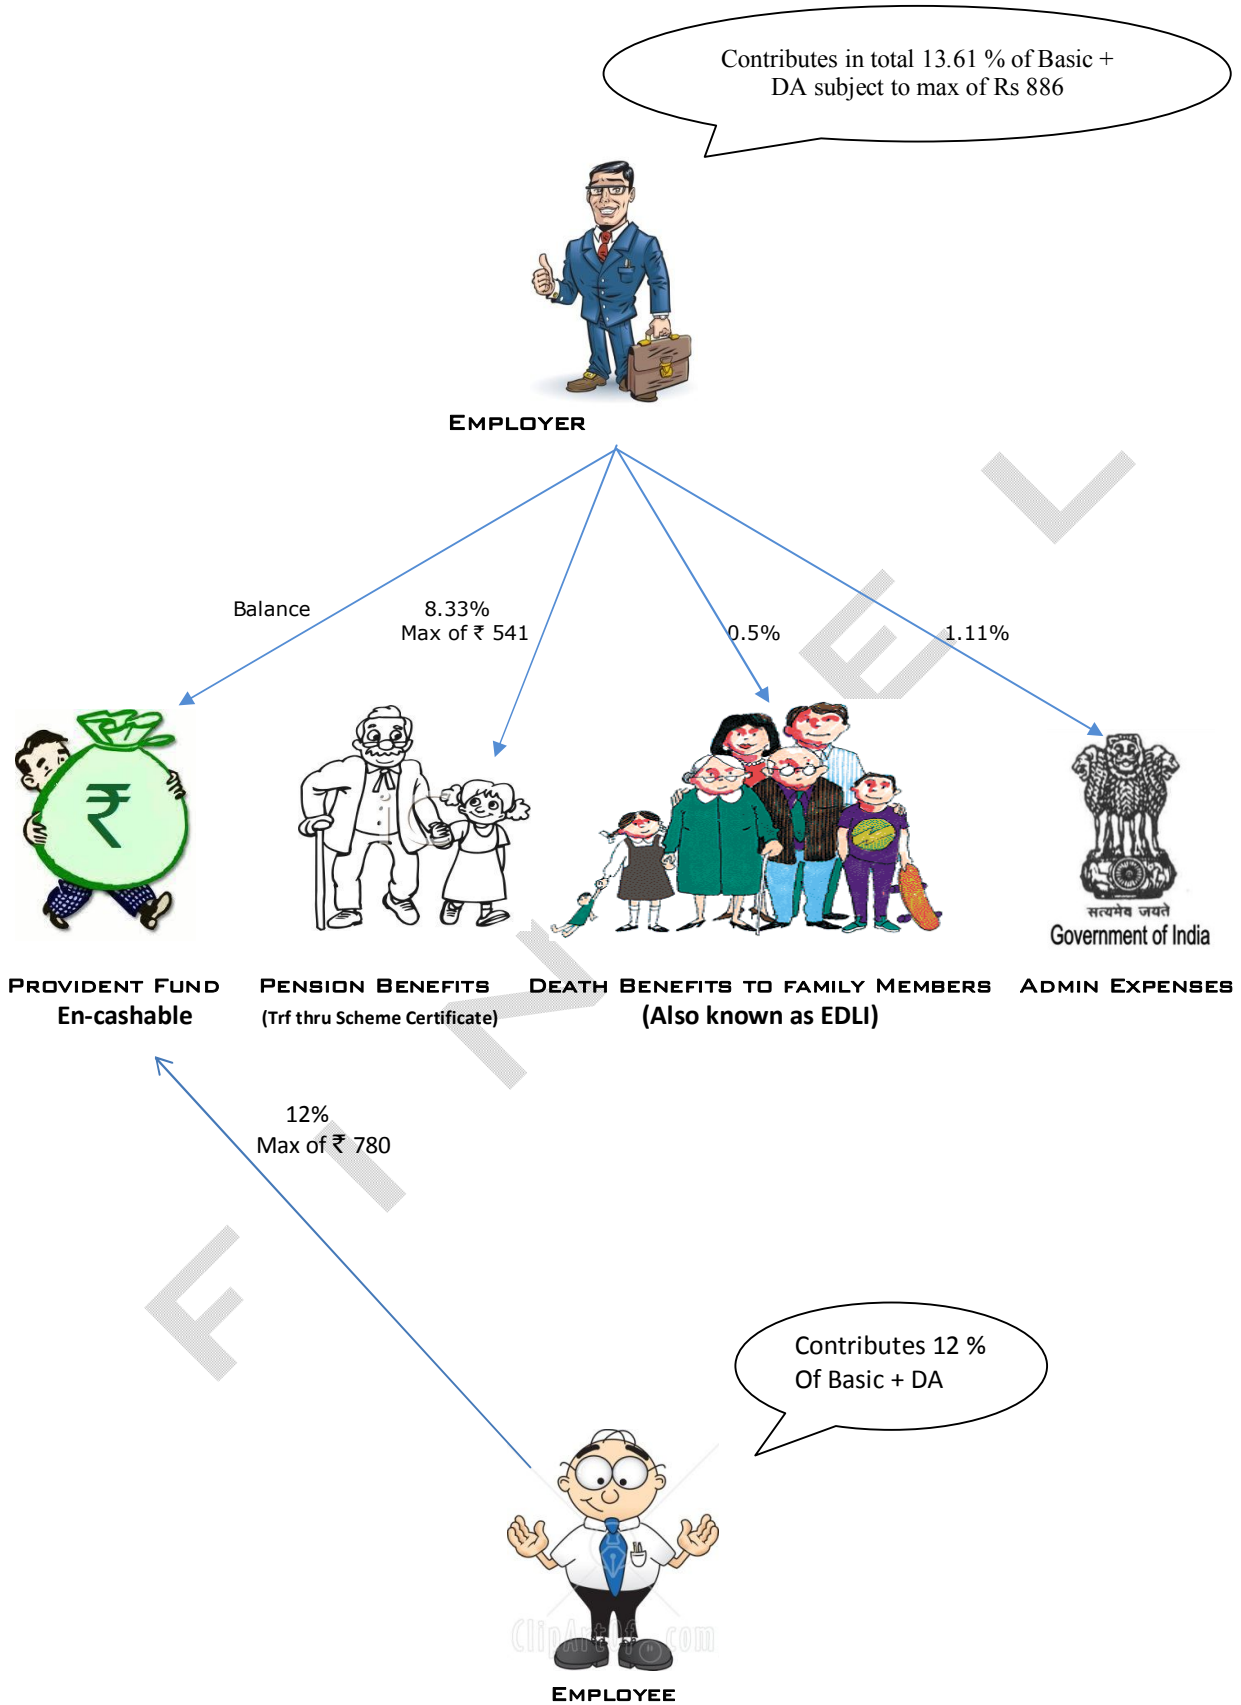 Contributes in total 13.61 % of Basic +
DA subject to max of Rs 886
EMPLOYER
Balance
8.33%
Max of ₹ 541
0.5%
1.11%
₹
सत्यमेव जयते
Government of India
PROVIDENT FUND
En-cashable
PENSION BENEFITS
(Trf thru Scheme Certificate)
DEATH BENEFITS TO FAMILY MEMBERS
(Also known as EDLI)
ADMIN EXPENSES
12%
Max of ₹ 780
Contributes 12 %
Of Basic + DA
ClipArtOf.com
EMPLOYEE